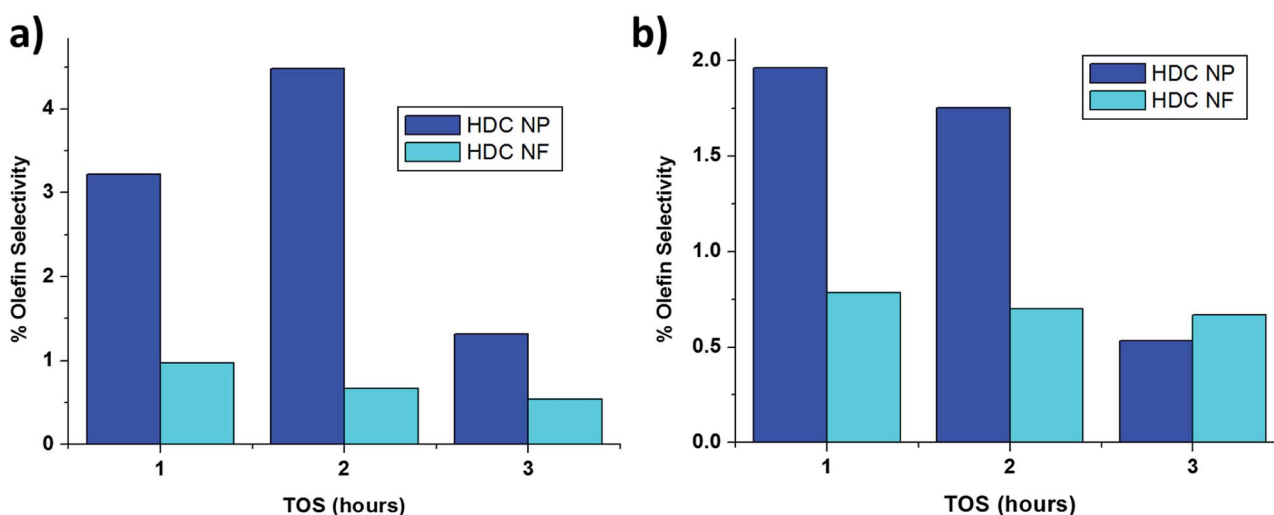 a)
% Olefin Selectivity
4
3
2
1
0
HDC NP
HDC NF
1 2 3
TOS (hours)
b)
% Olefin Selectivity
2.0
1.5
1.0
0.5
0.0
HDC NP
HDC NF
1 2 3
TOS (hours)